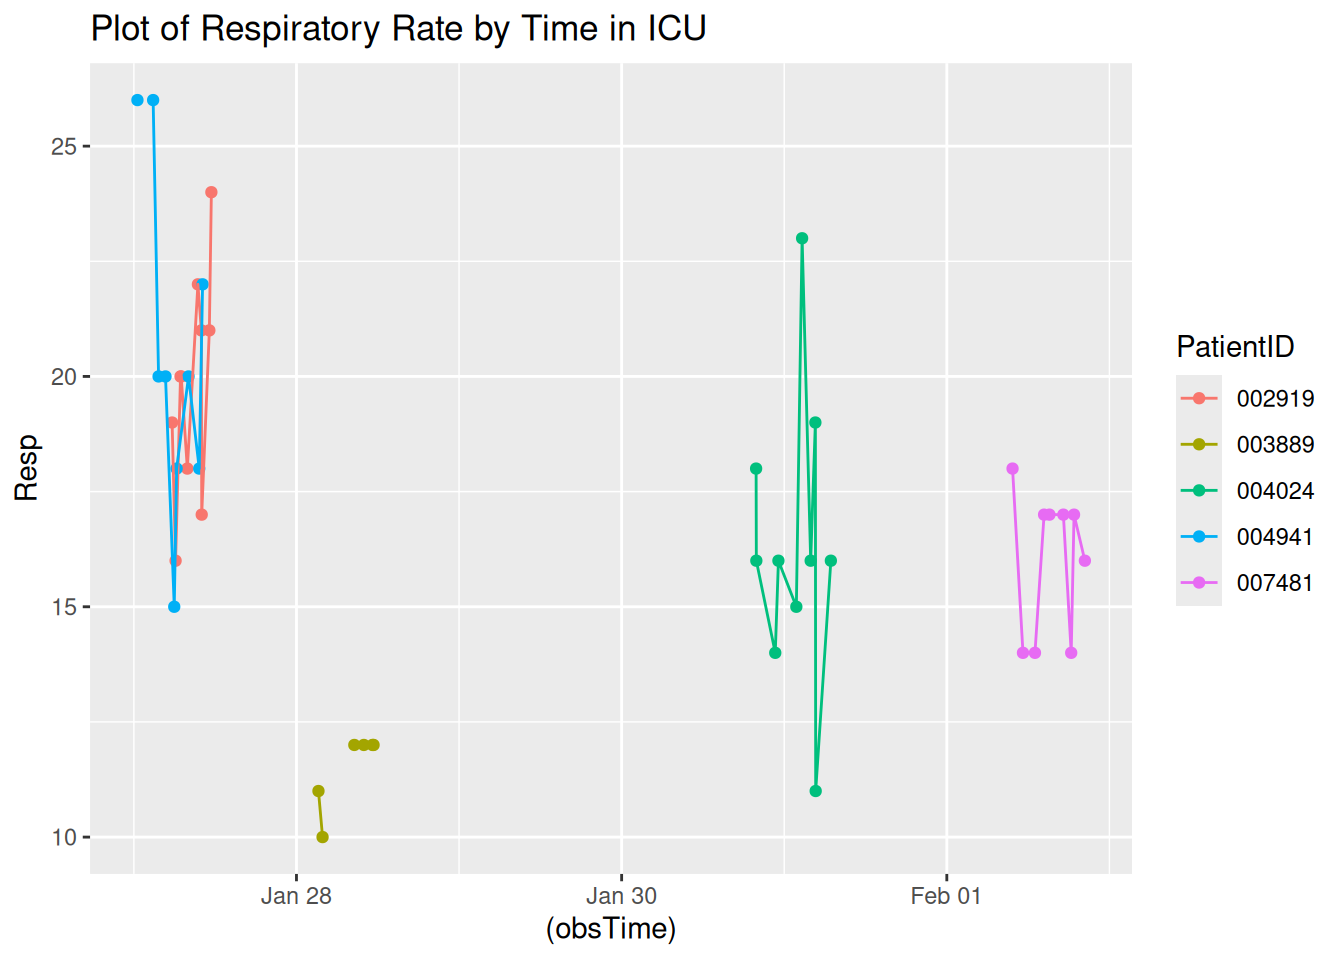 Plot of Respiratory Rate by Time in ICU
25
20
15
10
Resp
Jan 28
Jan 30
Feb 01
(obsTime)
PatientID
002919
003889
004024
004941
007481